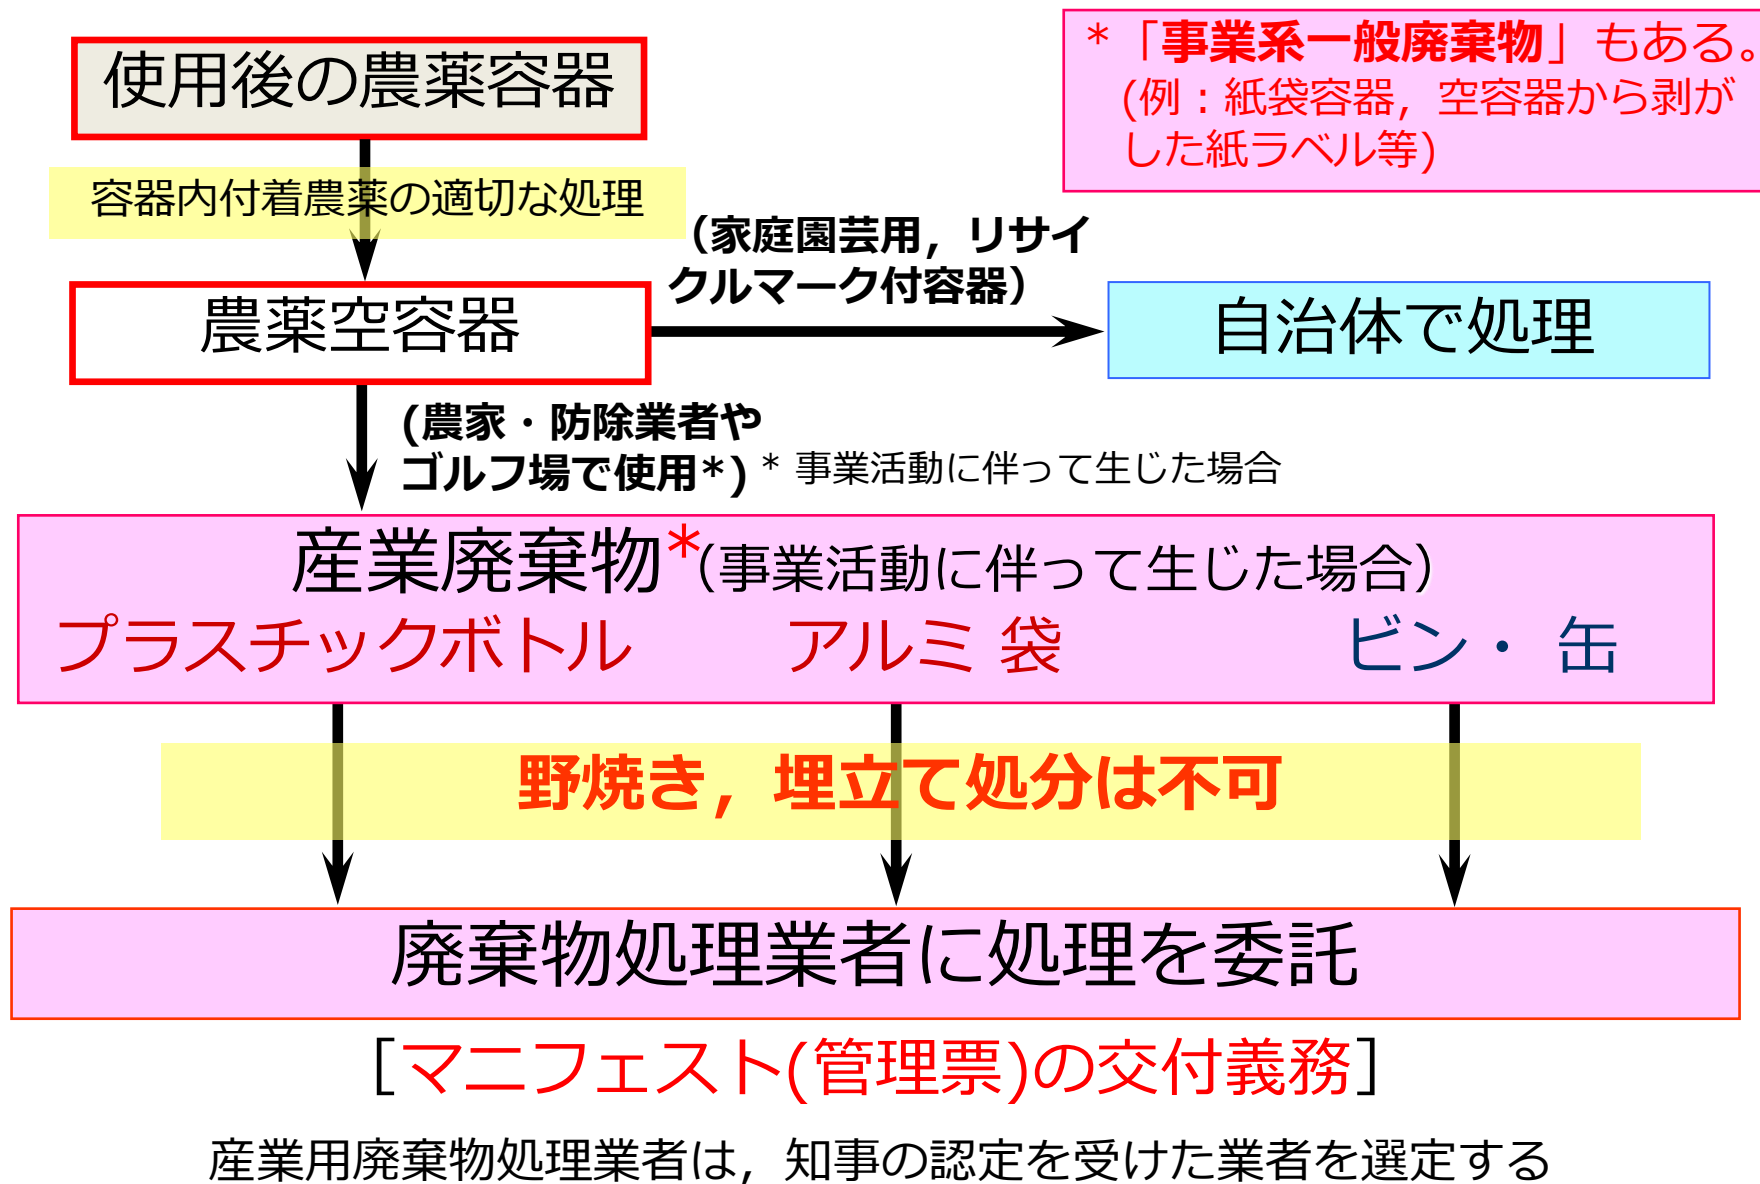 使用後の農薬容器
*「事業系一般廃棄物」もある。
(例：紙袋容器，空容器から剥が
した紙ラベル等)
容器内付着農薬の適切な処理
（家庭園芸用，リサイ
クルマーク付容器）
農薬空容器
自治体で処理
(農家・防除業者や
ゴルフ場で使用*) * 事業活動に伴って生じた場合
産業廃棄物*（事業活動に伴って生じた場合）
プラスチックボトル アルミ 袋 ビン・ 缶
野焼き，埋立て処分は不可
廃棄物処理業者に処理を委託
［マニフェスト(管理票)の交付義務］
産業用廃棄物処理業者は，知事の認定を受けた業者を選定する